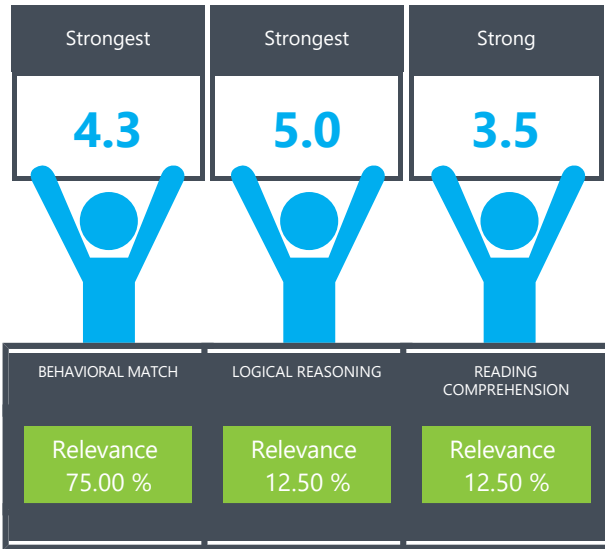 Strongest
Strongest
Strong
4.3
5.0
3.5
BEHAVIORAL MATCH
LOGICAL REASONING
READING
COMPREHENSION
Relevance
75.00 %
Relevance
12.50 %
Relevance
12.50 %